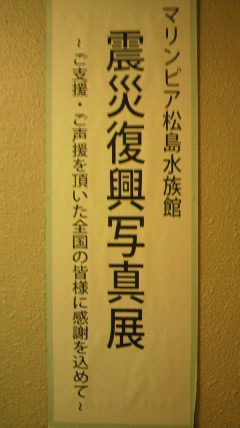 マリンピア松島水族館
震災復興写真展
~ご支援・ご声援を頂いた全国の皆様に感謝を込めて~